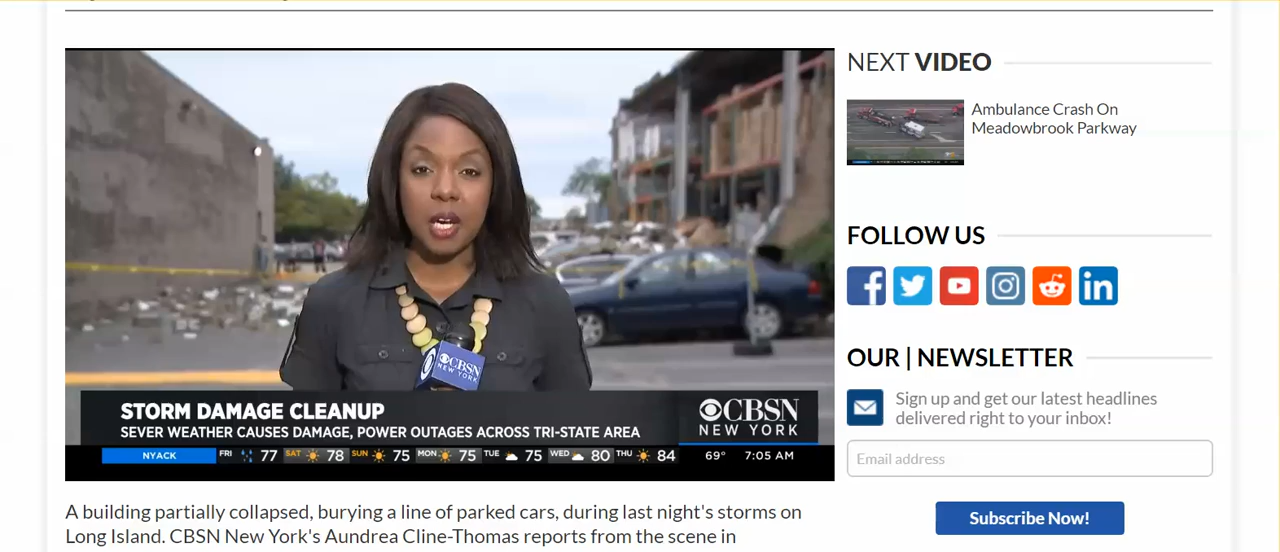 NEXT VIDEO
Ambulance Crash On
Meadowbrook Parkway
FOLLOW US
OUR | NEWSLETTER
Sign up and get our latest headlines
delivered right to your inbox!
Email address
Subscribe Now!
CBSN
NEW YORK
STORM DAMAGE CLEANUP
SEVER WEATHER CAUSES DAMAGE, POWER OUTAGES ACROSS TRI-STATE AREA
CBSN
NEW YORK
NYACK FRI 77 SAT 78 SUN 75 MON 75 TUE 75 WED 80 THU 84 69° 7:05 AM
A building partially collapsed, burying a line of parked cars, during last night's storms on
Long Island. CBSN New York's Aundrea Cline-Thomas reports from the scene in